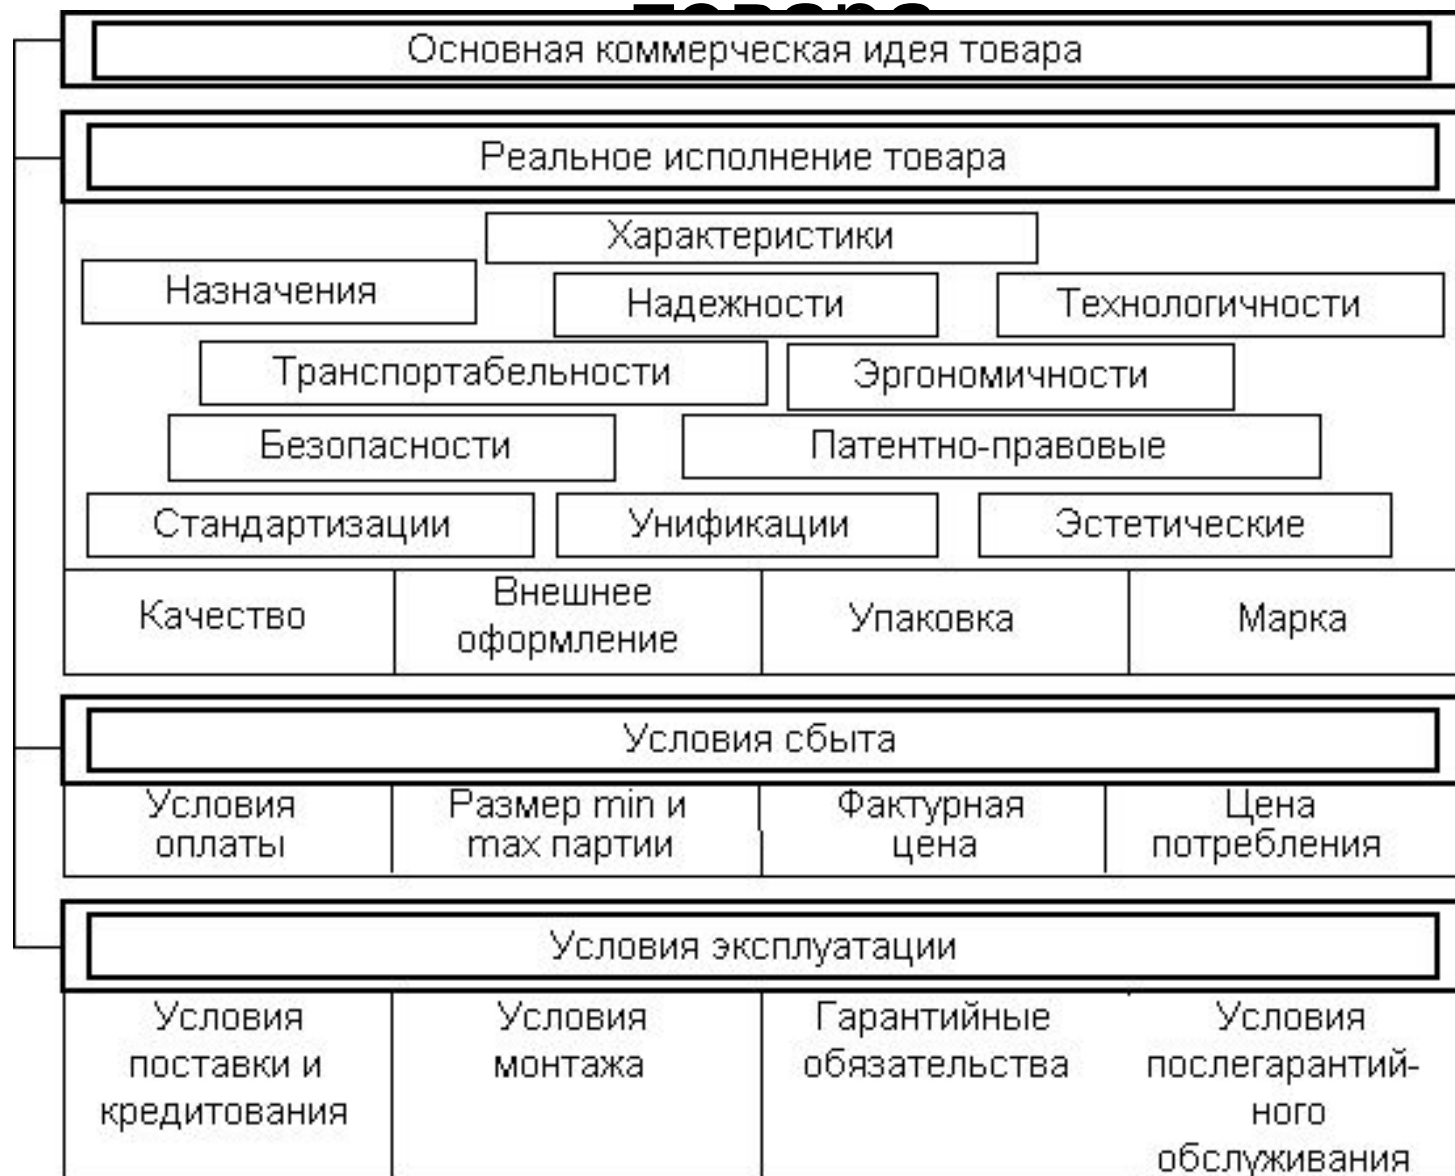 товара
Основная коммерческая идея товара
Реальное исполнение товара
Характеристики
Назначения
Надежности
Технологичности
Транспортабельности
Эргономичности
Безопасности
Патентно-правовые
Стандартизации
Унификации
Эстетические
Качество
Внешнее
оформление
Упаковка
Марка
Условия сбыта
Условия
оплаты
Размер min и
max партии
Фактурная
цена
Цена
потребления
Условия эксплуатации
Условия
поставки и
кредитования
Условия
монтажа
Гарантийные
обязательства
Условия
послегарантий-
ного
обслуживания